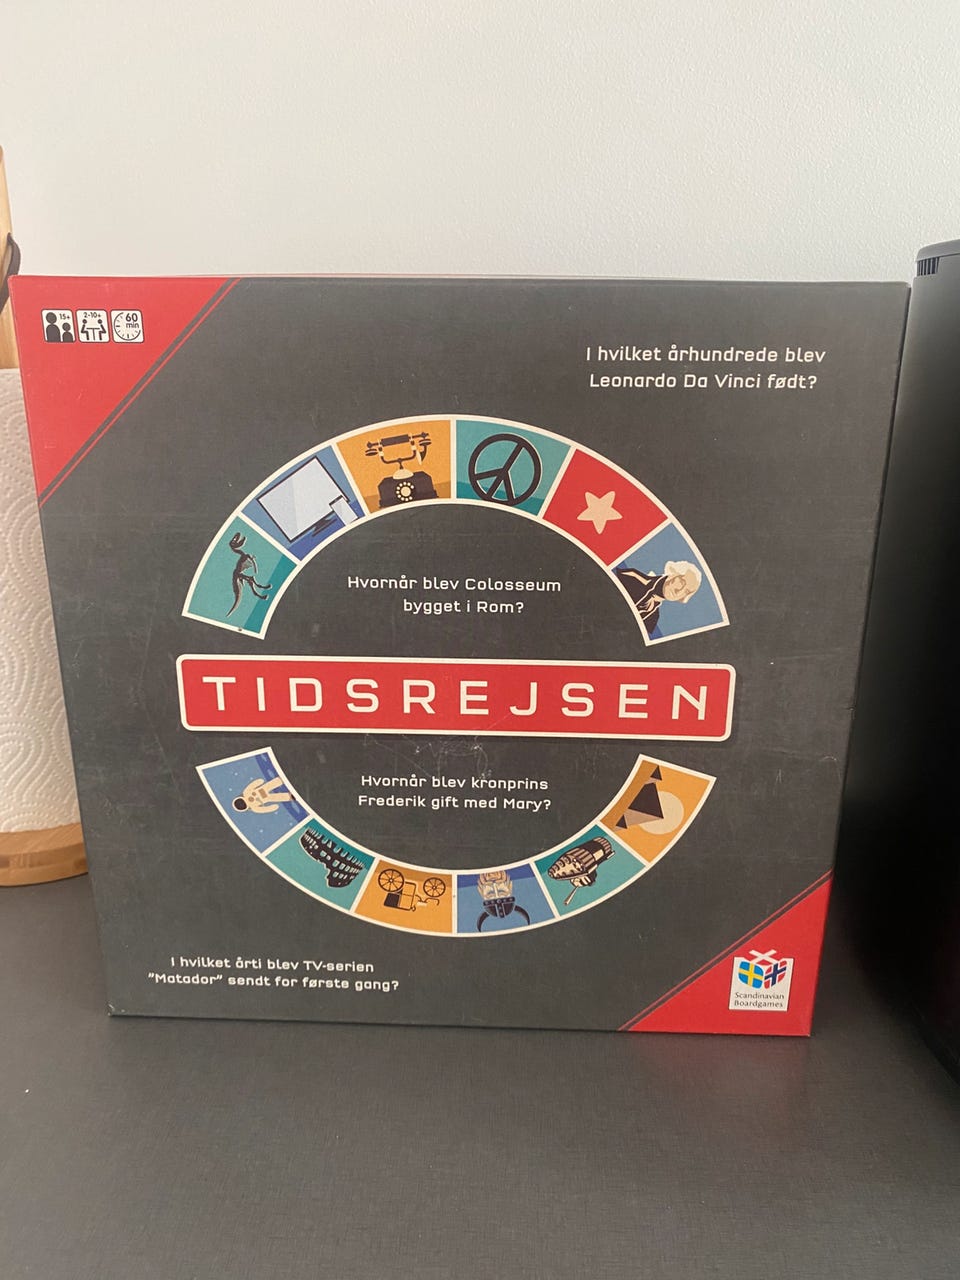 15+
2-10+
60
min
I hvilket århundrede blev
Leonardo Da Vinci født?
Hvornår blev Colosseum
bygget i Rom?
TIDSREJSEN
Hvornår blev kronprins
Frederik gift med Mary?
I hvilket årti blev TV-serien
"Matador" sendt for første gang?
Scandinavian
Boardgames